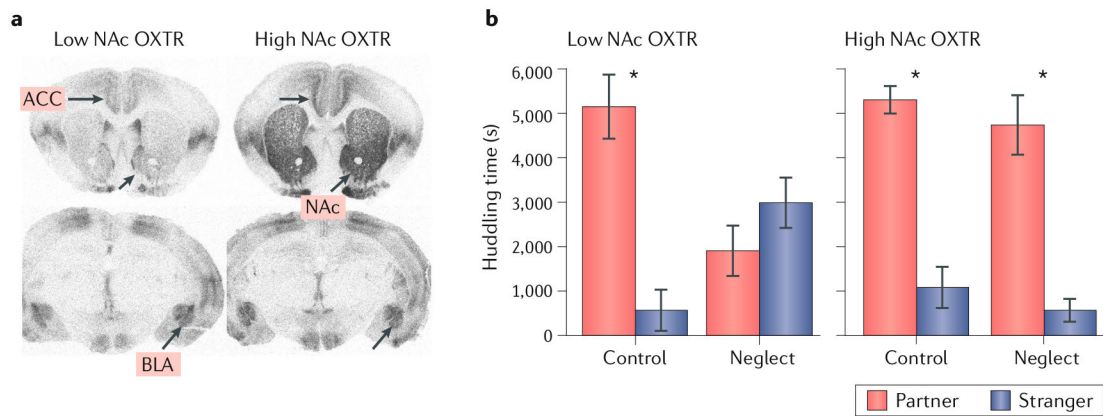 a
Low NAc OXTR
High NAc OXTR
ACC
NAc
BLA
b
Low NAc OXTR
High NAc OXTR
Huddling time (s)
6,000
5,000
4,000
3,000
2,000
1,000
0
*
*
*
Control
Neglect
Control
Neglect
Partner
Stranger